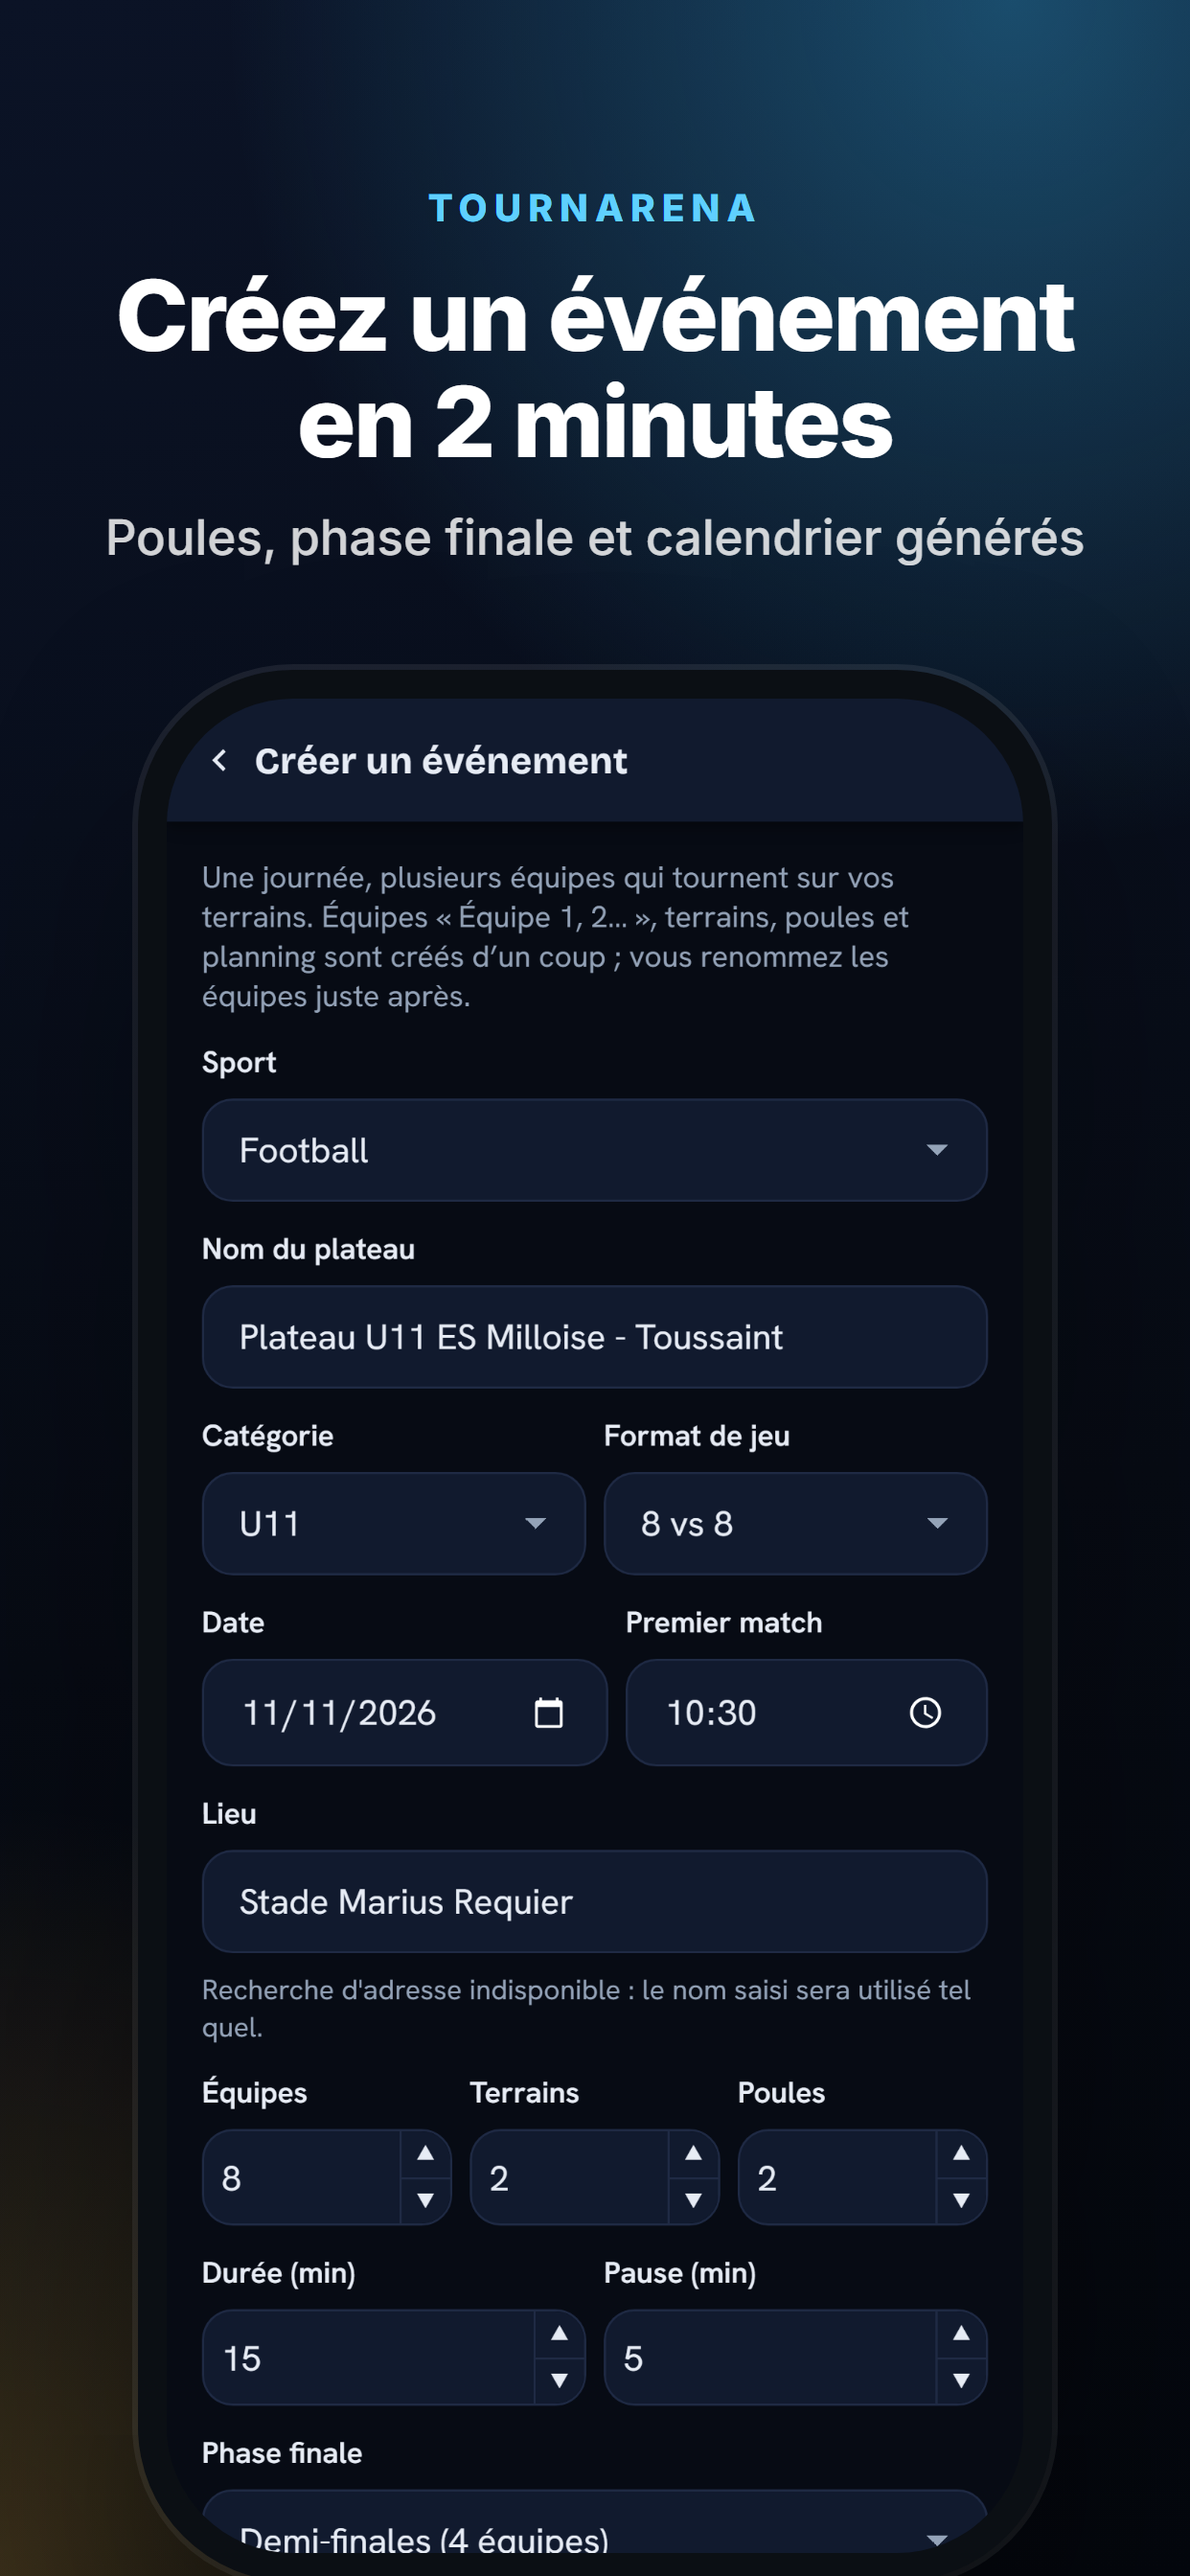 TOURNARENA
Créez un événement
en 2 minutes
Poules, phase finale et calendrier générés
Créer un événement
Une journée, plusieurs équipes qui tournent sur vos
terrains. Équipes « Équipe 1, 2… », terrains, poules et
planning sont créés d’un coup ; vous renommez les
équipes juste après.
Sport
Football
Nom du plateau
Plateau U11 ES Milloise - Toussaint
Catégorie Format de jeu
U11 8 vs 8
Date Premier match
11/11/2026 10:30
Lieu
Stade Marius Requier
Recherche d'adresse indisponible : le nom saisi sera utilisé tel
quel.
Équipes Terrains Poules
8 2 2
Durée (min) Pause (min)
15 5
Phase finale
Demi-finales (4 équipes)